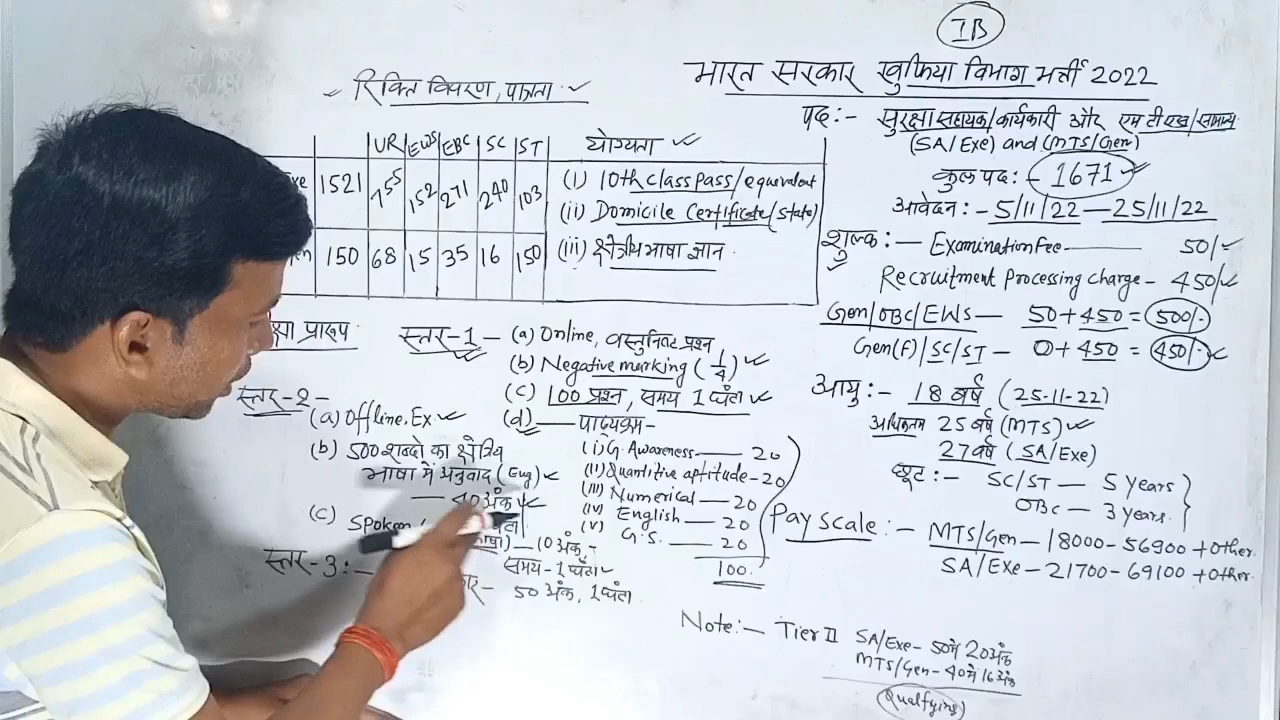 IB
भारत सरकार खुफिया विभाग भर्ती 2022
रिक्ति विवरण, पात्रता
पद:- सुरक्षा सहायक/कार्यकारी और एम टी एस/सामान्य
(SA/Exe) and (MTS/Gen)
कुल पद:- 1671
आवेदन:- 5/11/22—25/11/22
शुल्क:- Examination Fee — 50/-
Recruitment Processing Charge - 450/-
Gen/OBC/EWS— 50+450=500/-
Gen(F)/SC/ST— 0+450=450/-
आयु:- 18 वर्ष (25-11-22)
अधिकतम 25 वर्ष (MTS)
27 वर्ष (SA/Exe)
छूट:- SC/ST — 5 years
OBC — 3 years.
Pay Scale:- MTS/Gen—18000-56900+Other.
SA/Exe-21700-69100+Other.
UR EWS EBC SC ST योग्यता
xe 1521 755 152 271 240 103
en 150 68 15 35 16 150
(i) 10th class pass/equivalent
(ii) Domicile Certificate (State)
(iii) क्षेत्रीय भाषा ज्ञान
प्रारूप
स्तर-1— (a) Online, वस्तुनिष्ठ प्रश्न
(b) Negative marking (1/4)
(C) 100 प्रश्न, समय 1 घंटा
(d) — पाठ्यक्रम-
(i) G. Awareness — 20
(ii) Quantitive aptitude-20
(iii) Numerical — 20
(iv) English — 20
(v) G.S. — 20
100.
स्तर-2-
(a) Offline, Ex
(b) 500 शब्दो का क्षेत्रिय
भाषा में अनुवाद (Eng)
— 40 अंक
(C) Spoken
भाषा) — 10 अंक -
समय-1 घंटा
स्तर-3:-
50 अंक, 1 घंटा
Note:- Tier II SA/Exe- 50 में 20 अंक
MTS/Gen-40 में 16 अंक
Qualifying